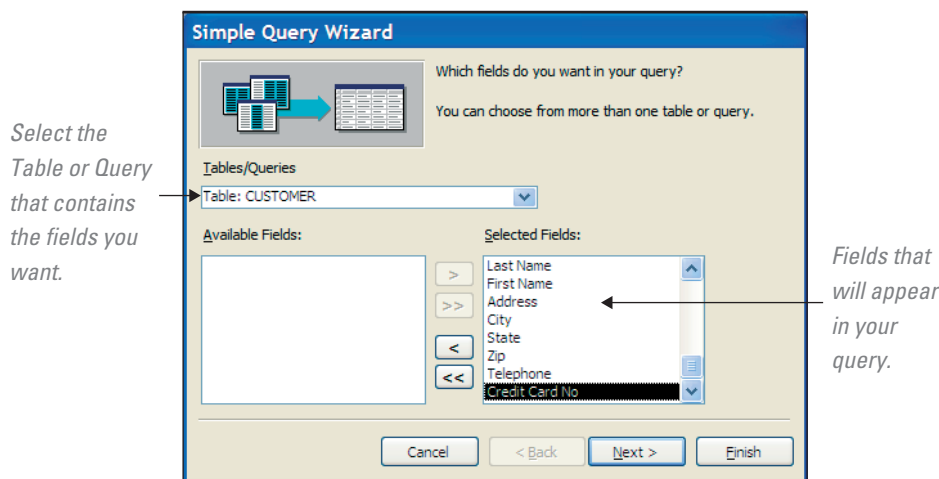 Simple Query Wizard
Which fields do you want in your query?
You can choose from more than one table or query.
Select the
Table or Query
that contains
the fields you
want.
Tables/Queries
Table: CUSTOMER
Available Fields:
Selected Fields:
>
>>
<
<<
Last Name
First Name
Address
City
State
Zip
Telephone
Credit Card No
Fields that
will appear
in your
query.
Cancel
< Back
Next >
Finish